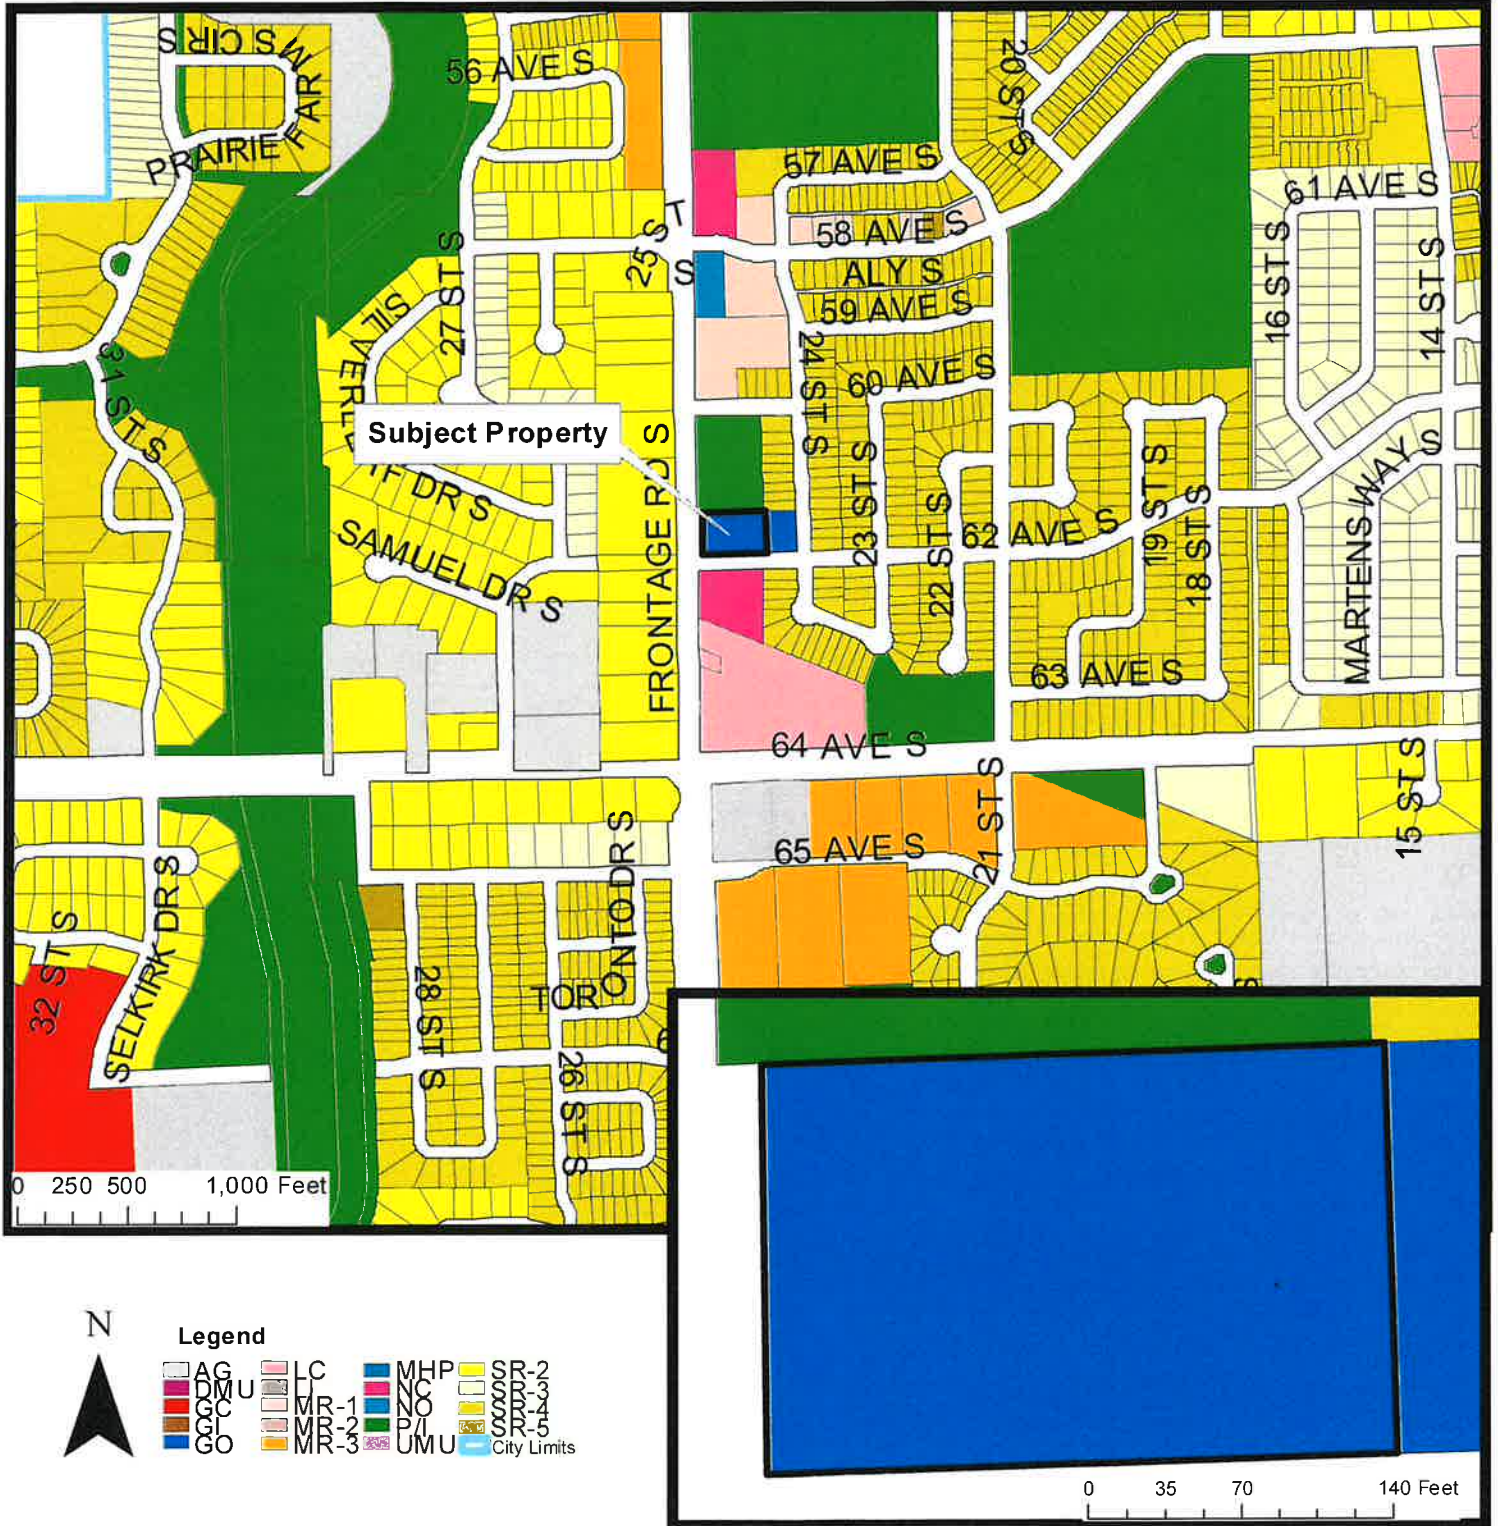 PRAIRIE FARM S CIR S
56 AVE S
20 ST S
57 AVE S
61 AVE S
58 AVE S
25 ST S
27 ST S
ALY S
16 ST S
14 ST S
59 AVE S
31 ST S
24 ST S
60 AVE S
SILVERLEAF DR S
Subject Property
FRONTAGE RD S
23 ST S
22 ST S
62 AVE S
19 ST S
18 ST S
MARTENS WAY S
SAMUEL DR S
63 AVE S
64 AVE S
21 ST S
15 ST S
65 AVE S
TORONTO DR S
SELKIRK DR S
32 ST S
28 ST S
26 ST S
6
S
0 250 500 1,000 Feet
N
Legend
AG LC MHP SR-2
DMU LI NC SR-3
GC MR-1 NO SR-4
GI MR-2 P/I SR-5
GO MR-3 UMU City Limits
0 35 70 140 Feet